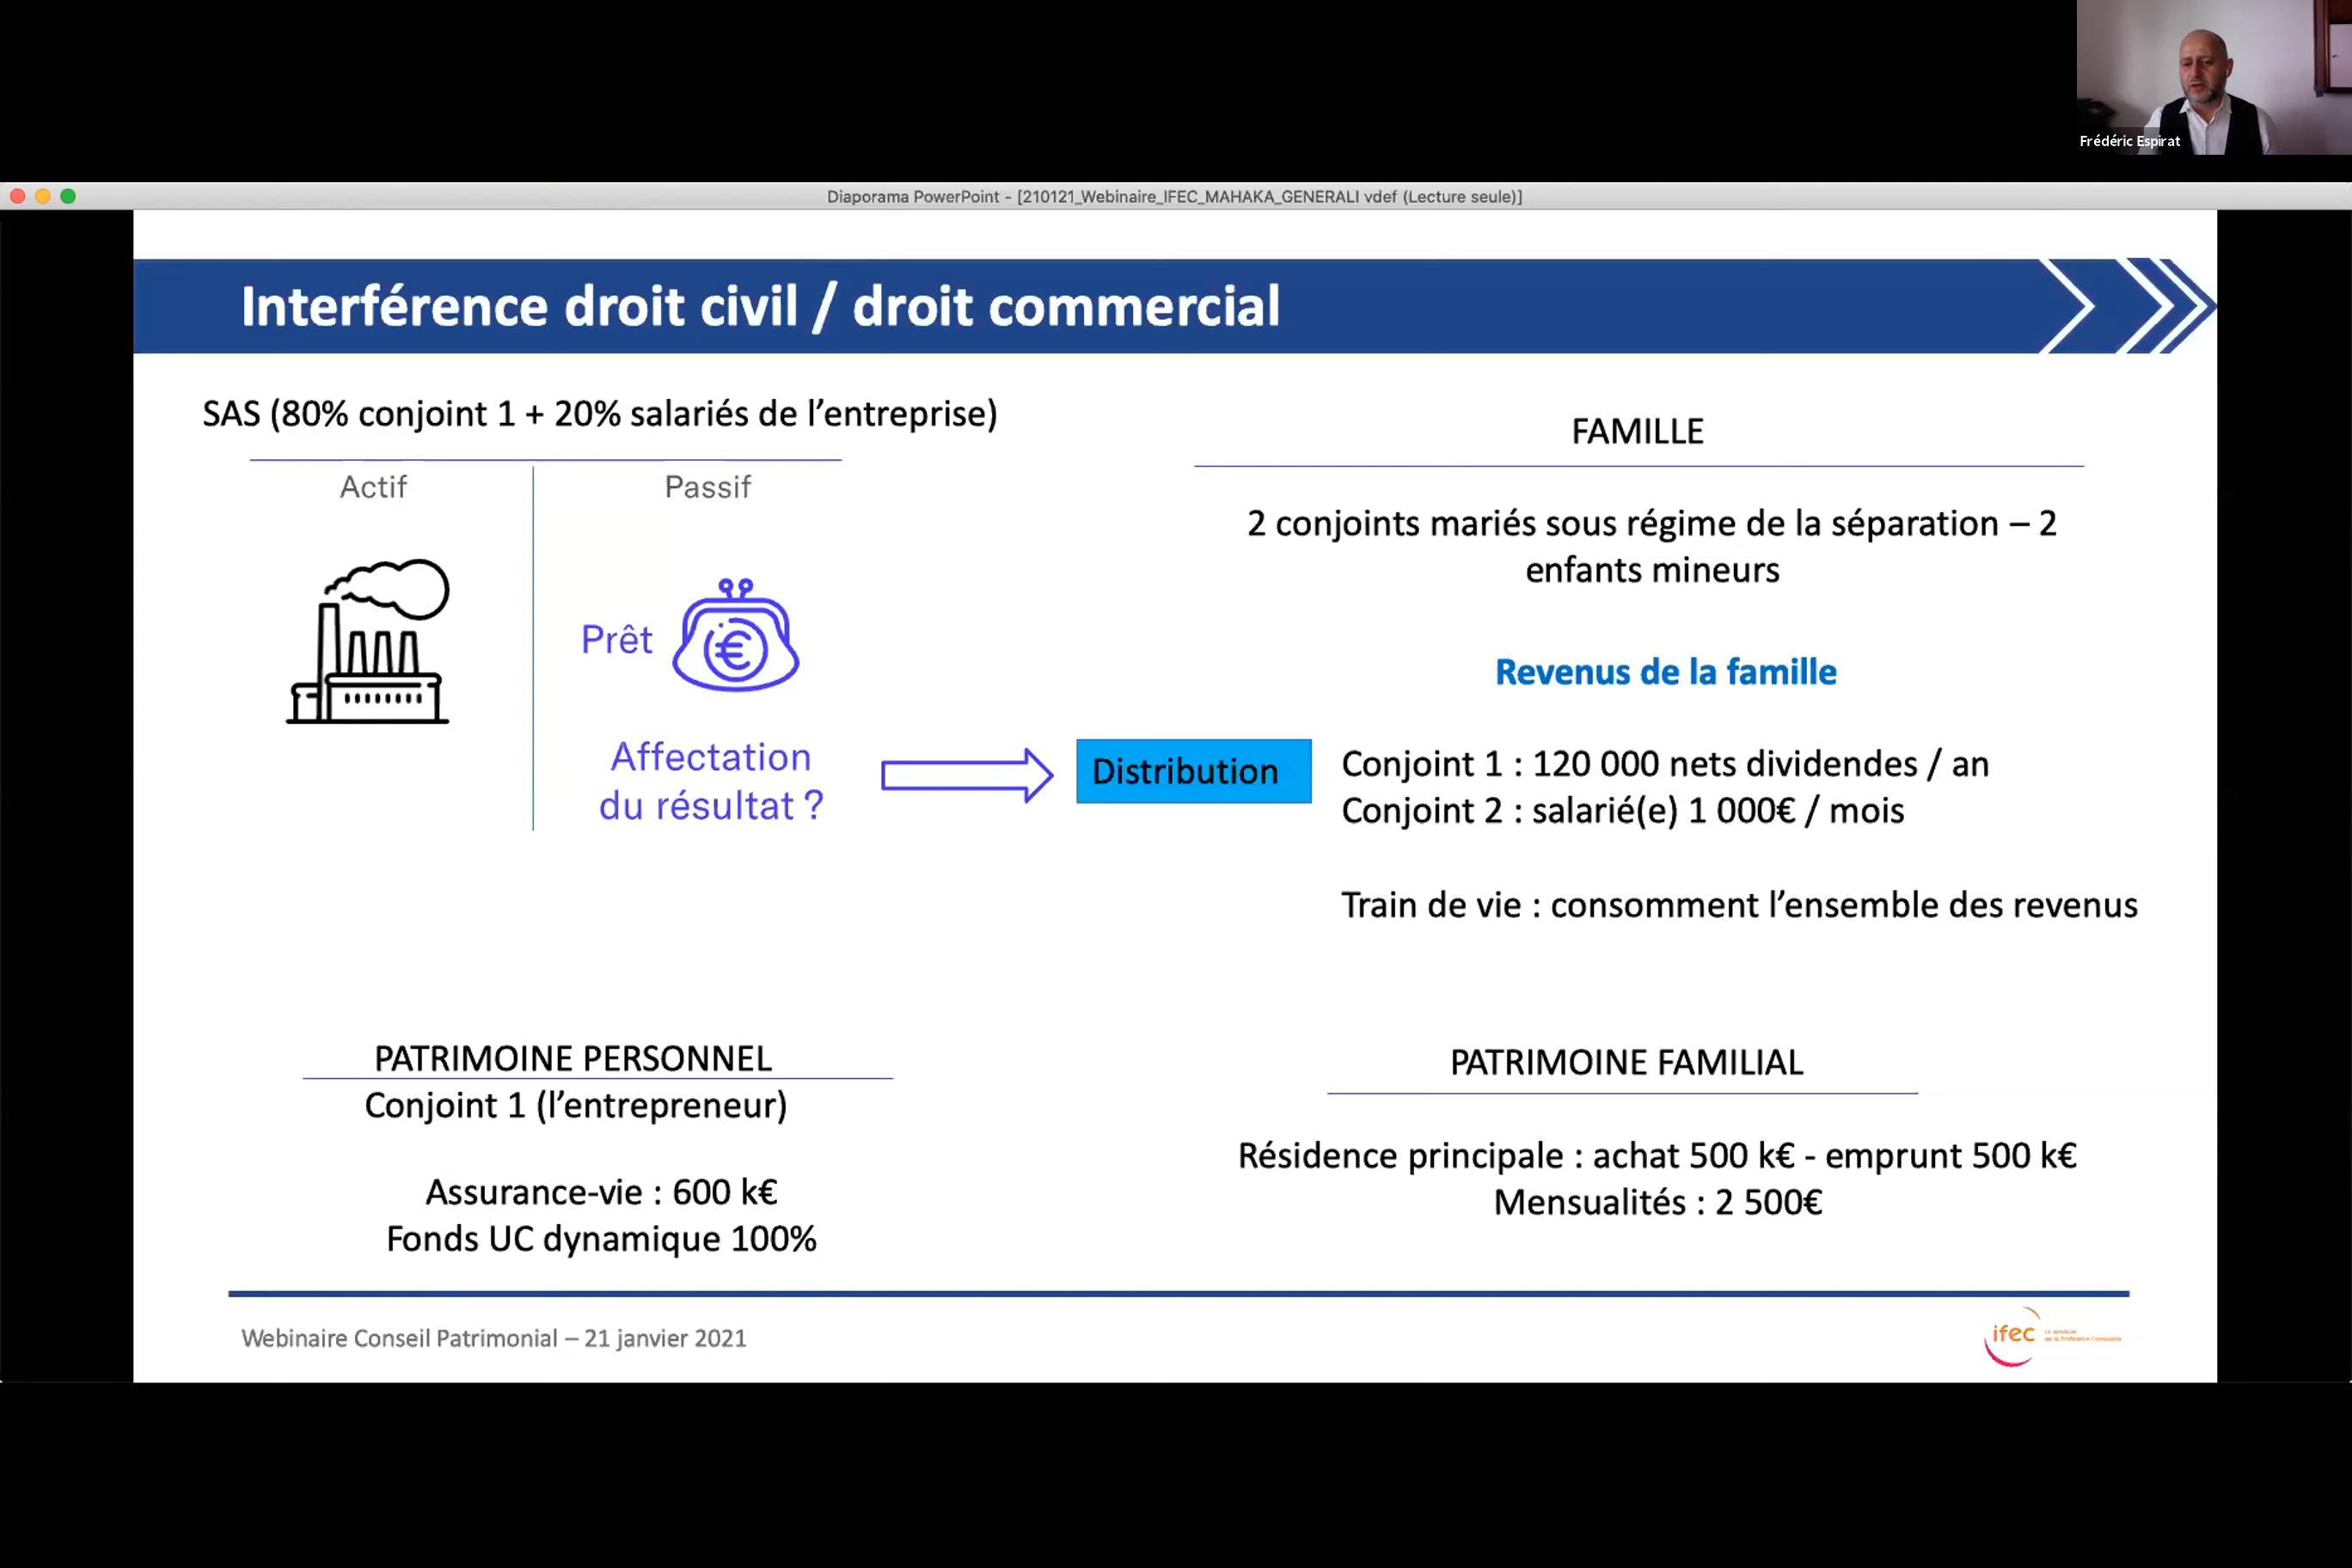 Frédéric Espirat
Diaporama PowerPoint - [210121_Webinaire_IFEC_MAHAKA_GENERALI vdef (Lecture seule)]
Interférence droit civil / droit commercial
SAS (80% conjoint 1 + 20% salariés de l’entreprise)
Actif
Passif
Prêt
Affectation
du résultat ?
Distribution
FAMILLE
2 conjoints mariés sous régime de la séparation – 2
enfants mineurs
Revenus de la famille
Conjoint 1 : 120 000 nets dividendes / an
Conjoint 2 : salarié(e) 1 000€ / mois
Train de vie : consomment l’ensemble des revenus
PATRIMOINE PERSONNEL
Conjoint 1 (l’entrepreneur)
Assurance-vie : 600 k€
Fonds UC dynamique 100%
PATRIMOINE FAMILIAL
Résidence principale : achat 500 k€ - emprunt 500 k€
Mensualités : 2 500€
Webinaire Conseil Patrimonial – 21 janvier 2021
ifec